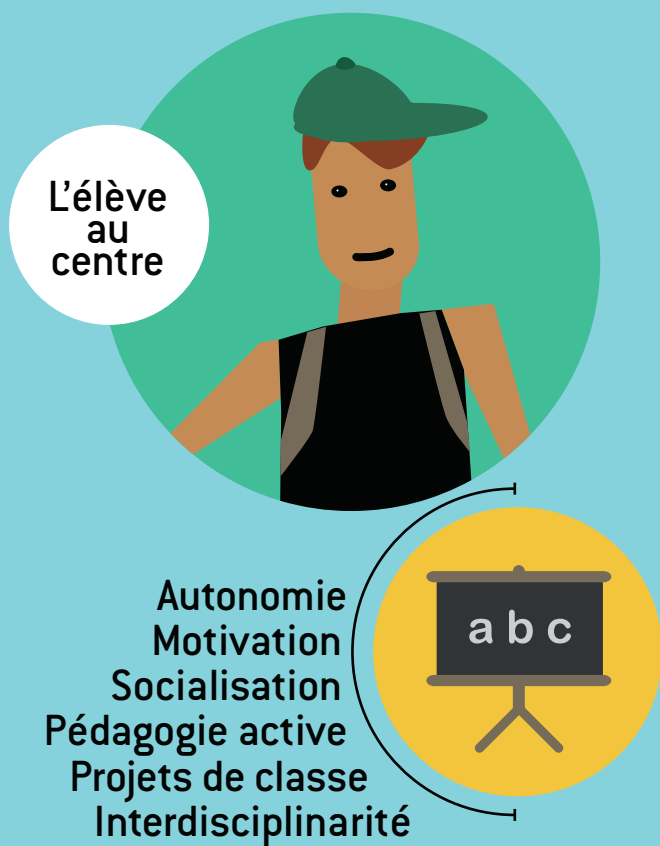 L'élève
au
centre
a b c
Autonomie
Motivation
Socialisation
Pédagogie active
Projets de classe
Interdisciplinarité